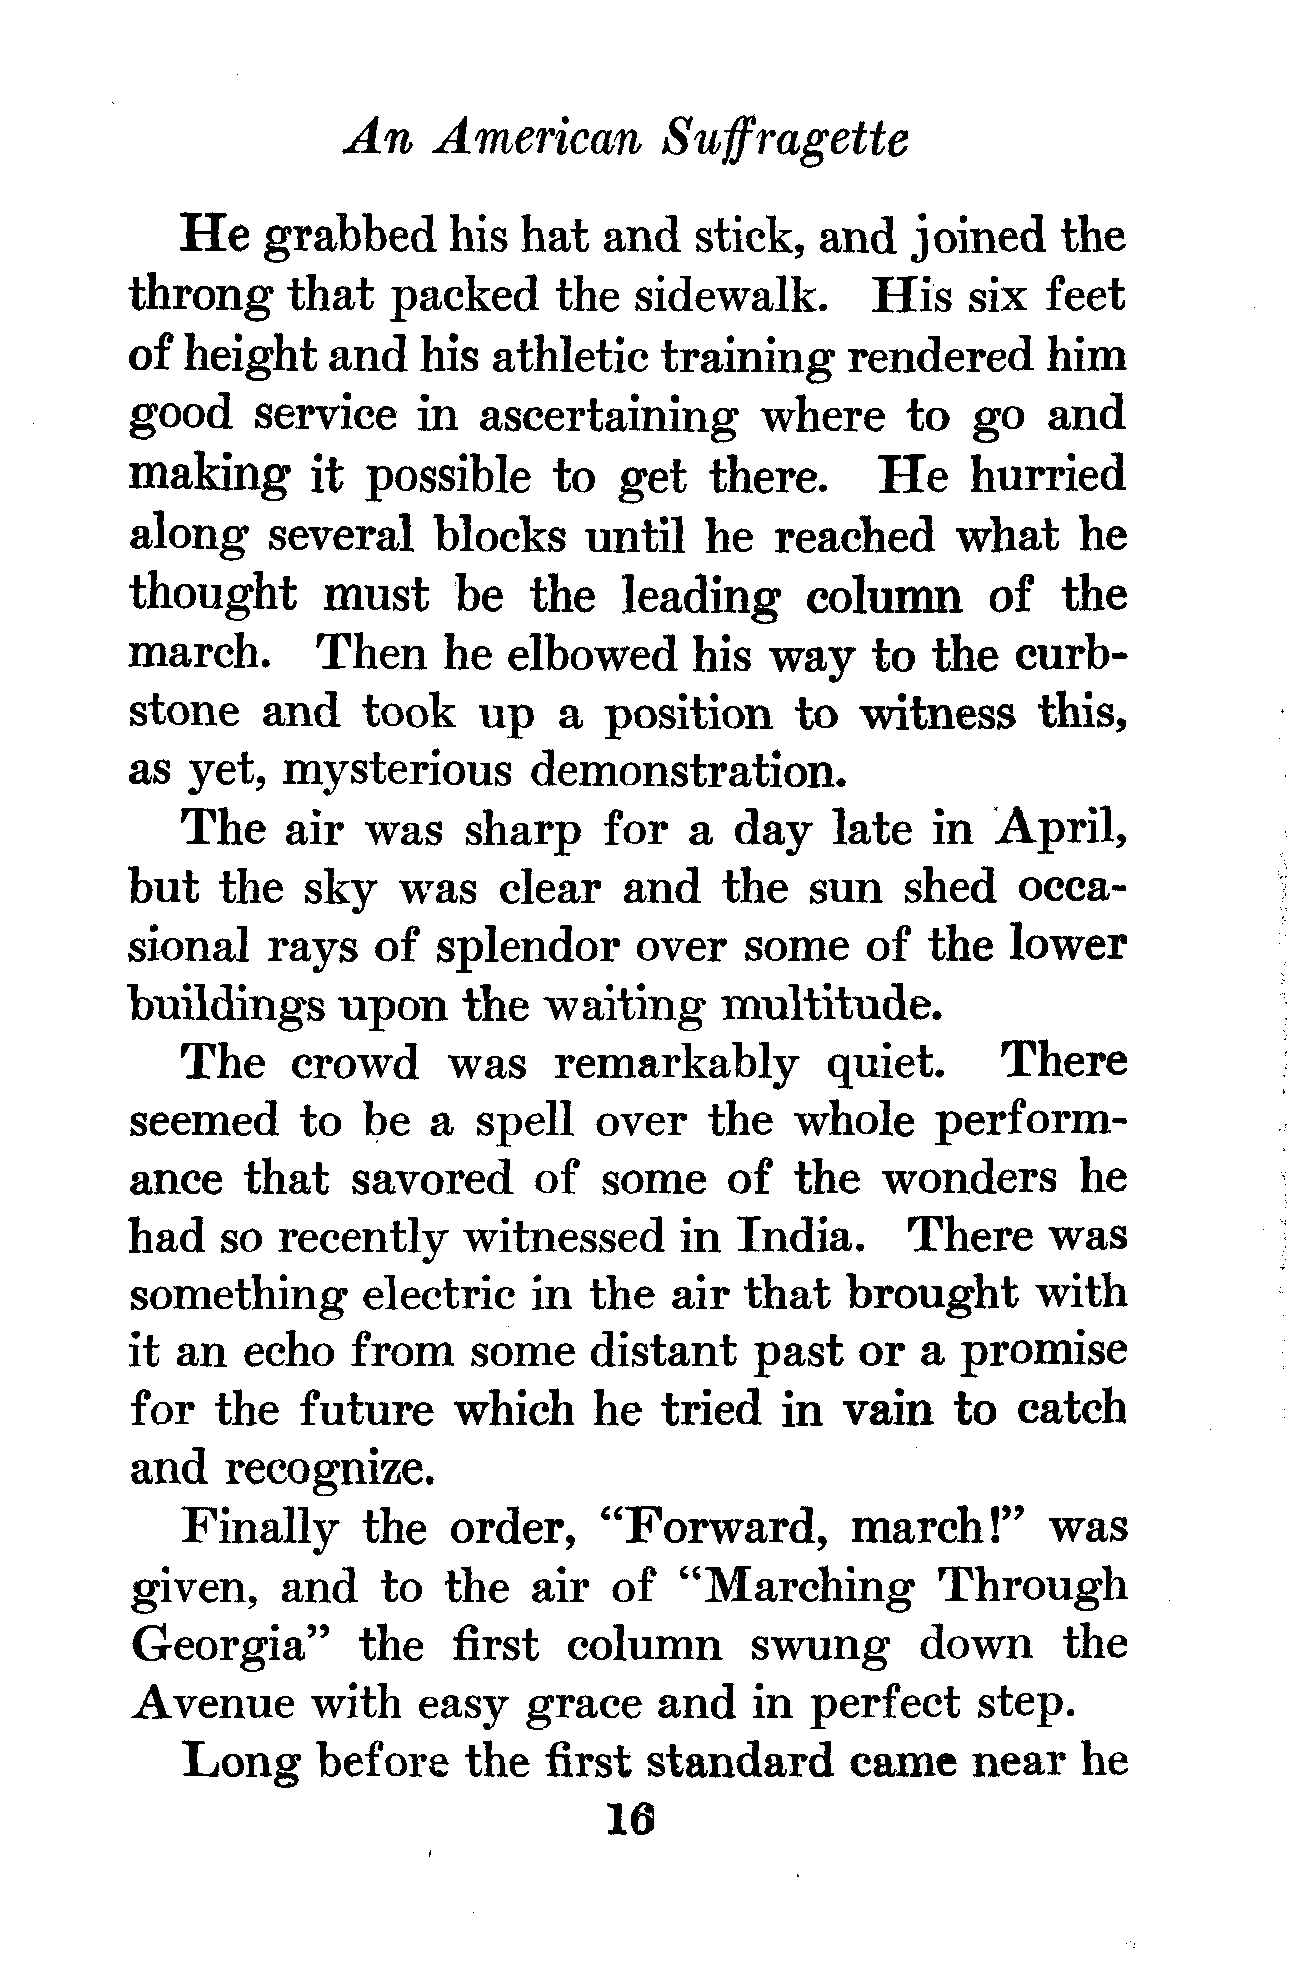 An American Suffragette
He grabbed his hat and stick, and joined the
throng that packed the sidewalk. His six feet
of height and his athletic training rendered him
good service in ascertaining where to go and
making it possible to get there. He hurried
along several blocks until he reached what he
thought must be the leading column of the
march. Then he elbowed his way to the curb-
stone and took up a position to witness this,
as yet, mysterious demonstration.
The air was sharp for a day late in April,
but the sky was clear and the sun shed occa-
sional rays of splendor over some of the lower
buildings upon the waiting multitude.
The crowd was remarkably quiet. There
seemed to be a spell over the whole perform-
ance that savored of some of the wonders he
had so recently witnessed in India. There was
something electric in the air that brought with
it an echo from some distant past or a promise
for the future which he tried in vain to catch
and recognize.
Finally the order, “Forward, march!” was
given, and to the air of “Marching Through
Georgia” the first column swung down the
Avenue with easy grace and in perfect step.
Long before the first standard came near he
16